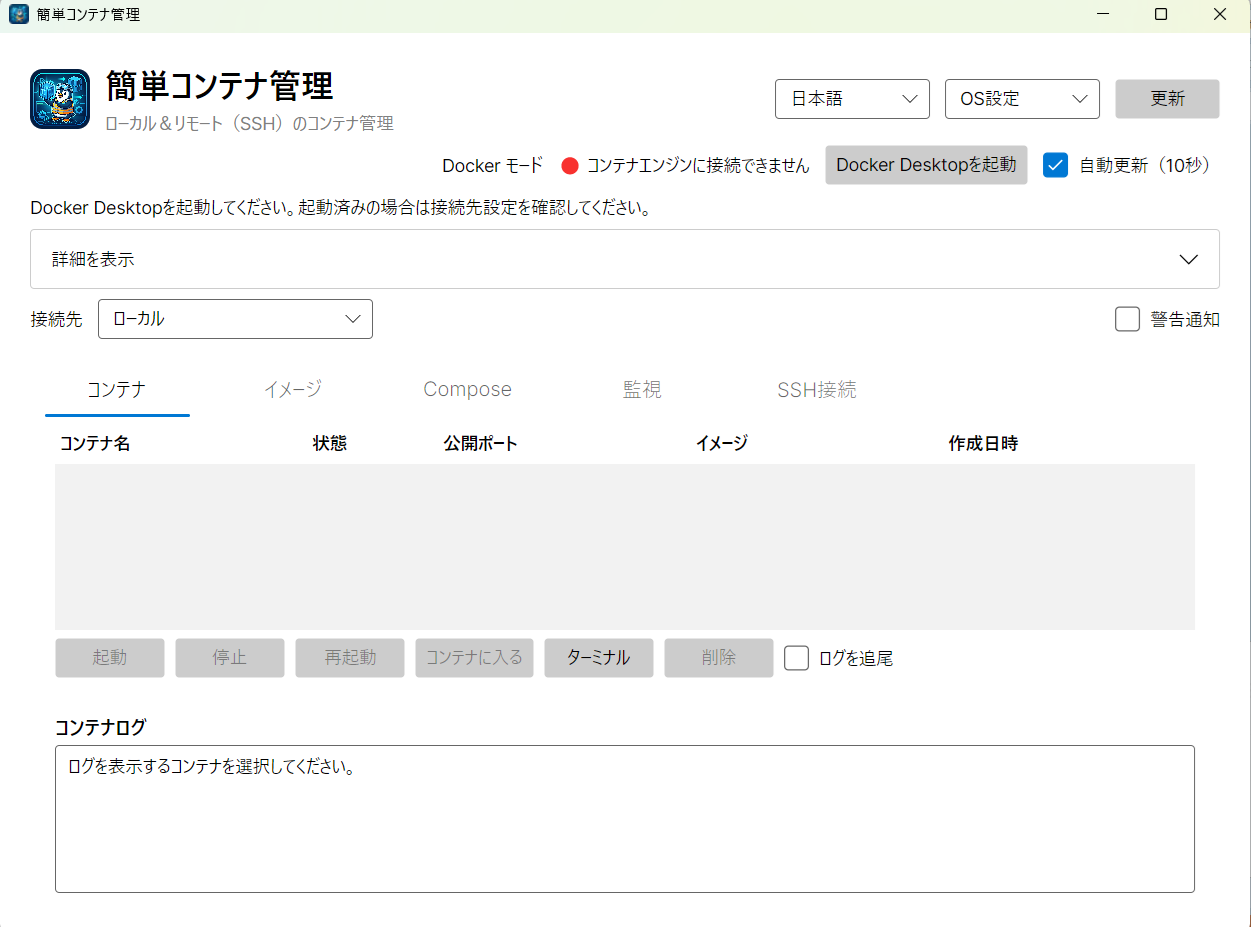 簡単コンテナ管理
簡単コンテナ管理
ローカル＆リモート（SSH）のコンテナ管理
日本語
OS設定
更新
Docker モード
コンテナエンジンに接続できません
Docker Desktopを起動
自動更新（10秒）
Docker Desktopを起動してください。起動済みの場合は接続先設定を確認してください。
詳細を表示
接続先
ローカル
警告通知
コンテナ
イメージ
Compose
監視
SSH接続
コンテナ名
状態
公開ポート
イメージ
作成日時
起動
停止
再起動
コンテナに入る
ターミナル
削除
ログを追尾
コンテナログ
ログを表示するコンテナを選択してください。